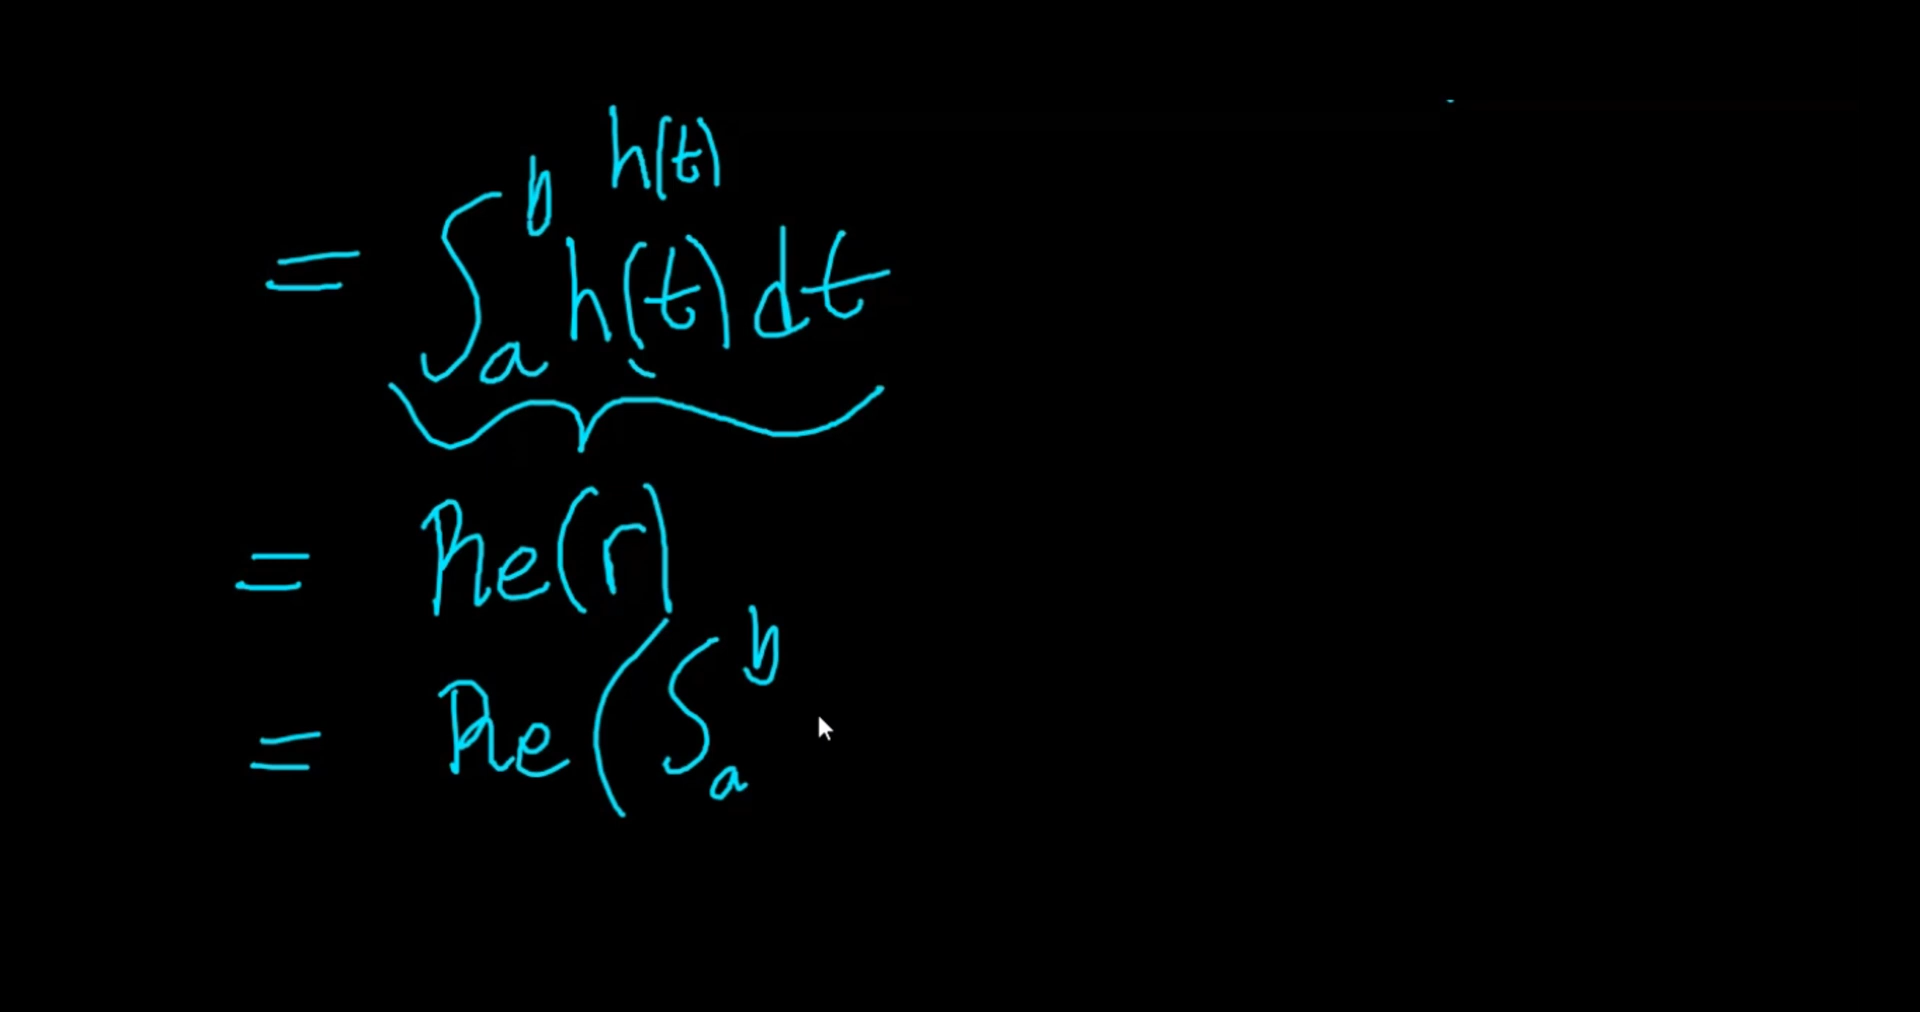 h(t)
= ∫_a^b h(t) dt
= Re(r)
= Re(∫_a^b